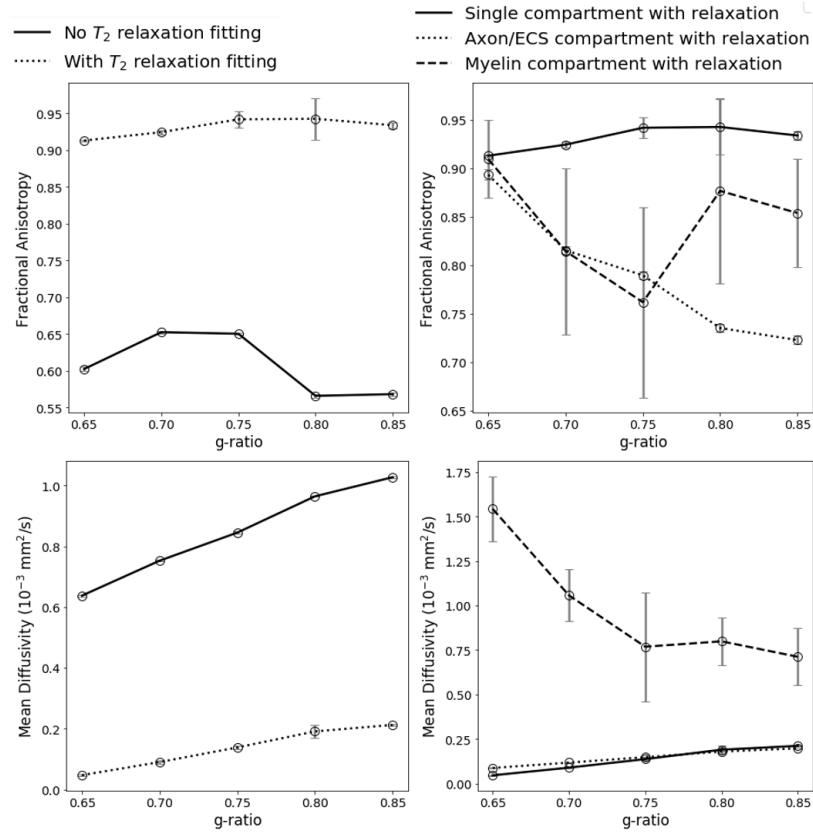 No T₂ relaxation fitting
With T₂ relaxation fitting
Single compartment with relaxation
Axon/ECS compartment with relaxation
Myelin compartment with relaxation
Fractional Anisotropy
0.95
0.90
0.85
0.80
0.75
0.70
0.65
0.60
0.55
0.65 0.70 0.75 0.80 0.85
g-ratio
Fractional Anisotropy
0.95
0.90
0.85
0.80
0.75
0.70
0.65
0.65 0.70 0.75 0.80 0.85
g-ratio
Mean Diffusivity (10⁻³ mm²/s)
1.0
0.8
0.6
0.4
0.2
0.0
0.65 0.70 0.75 0.80 0.85
g-ratio
Mean Diffusivity (10⁻³ mm²/s)
1.75
1.50
1.25
1.00
0.75
0.50
0.25
0.00
0.65 0.70 0.75 0.80 0.85
g-ratio